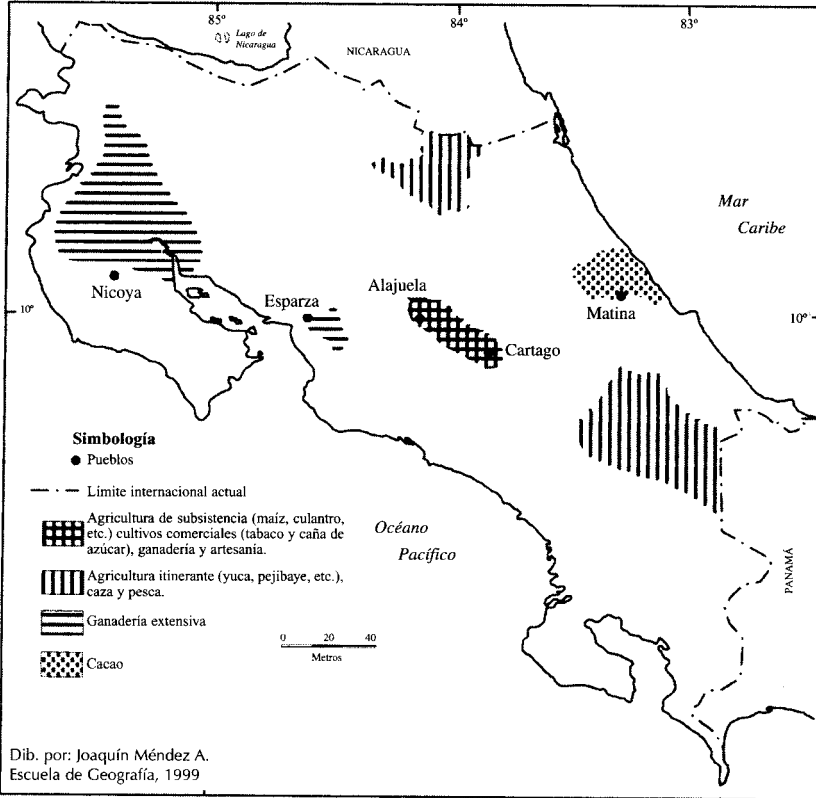 85°
84°
83°
Lago de
Nicaragua
NICARAGUA
Mar
Caribe
Nicoya
Esparza
Alajuela
Cartago
Matina
10°
10°
Simbología
Pueblos
Límite internacional actual
Agricultura de subsistencia (maíz, culantro,
etc.) cultivos comerciales (tabaco y caña de
azúcar), ganadería y artesanía.
Agricultura itinerante (yuca, pejibaye, etc.),
caza y pesca.
Ganadería extensiva
Cacao
Océano
Pacífico
PANAMÁ
0 20 40
Metros
Dib. por: Joaquín Méndez A.
Escuela de Geografía, 1999